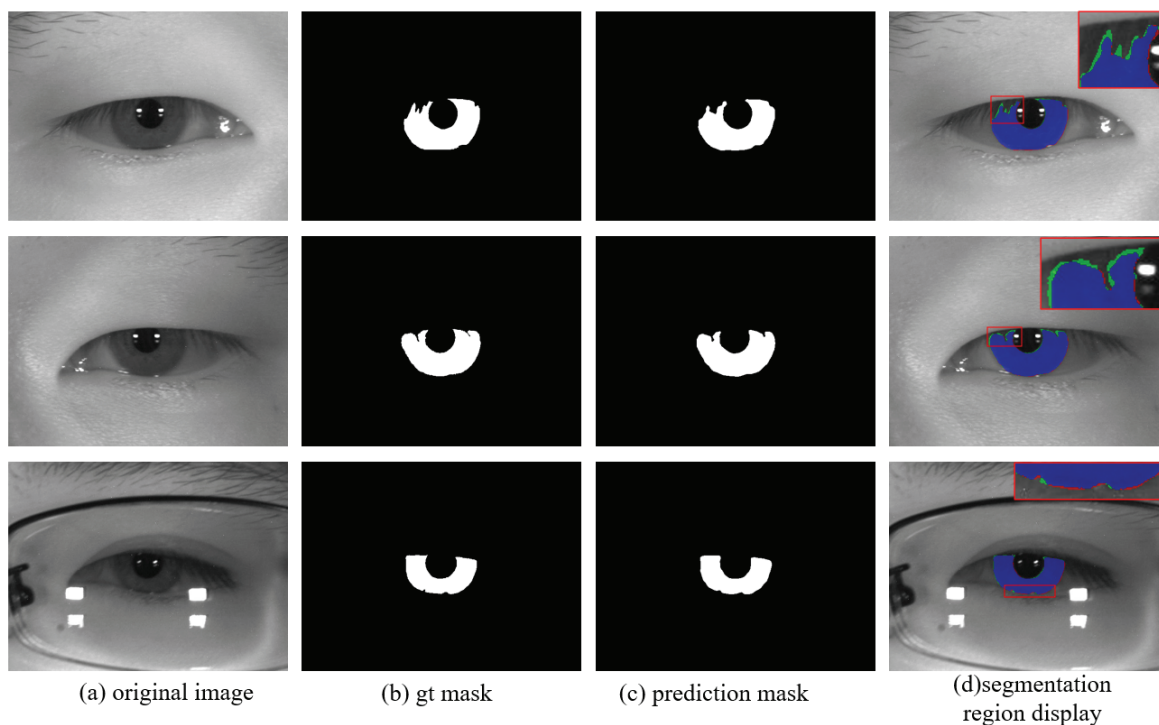 (a) original image
(b) gt mask
(c) prediction mask
(d)segmentation
region display